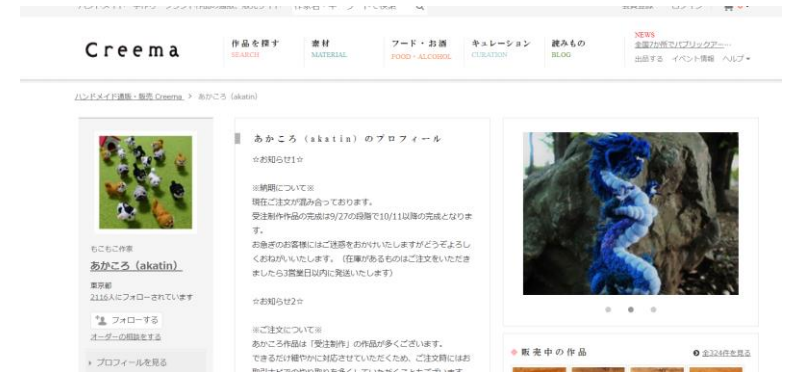 Creema
作品を探す
SEARCH
素材
MATERIAL
フード・お酒
FOOD・ALCOHOL
キュレーション
CURATION
読みもの
BLOG
NEWS
全国7か所でパブリックアー…
出品する イベント情報 ヘルプ
ハンドメイド通販・販売 Creema > あかころ (akatin)
もこもこ作家
あかころ (akatin)
東京都
2116人にフォローされています
フォローする
オーダーの相談をする
プロフィールを見る
あかころ (akatin) のプロフィール
☆お知らせ1☆
※納期について※
現在ご注文が混み合っております。
受注制作作品の完成は9/27の段階で10/11以降の完成となりま
す。
お急ぎのお客様にはご迷惑をおかけいたしますがどうぞよろし
くおねがいいたします。（在庫があるものはご注文をいただき
ましたら3営業日以内に発送いたします）
☆お知らせ2☆
※ご注文について※
あかころ作品は「受注制作」の作品が多くございます。
できるだけ細やかに対応させていただくため、ご注文時にはお
販売中の作品
全324件を見る